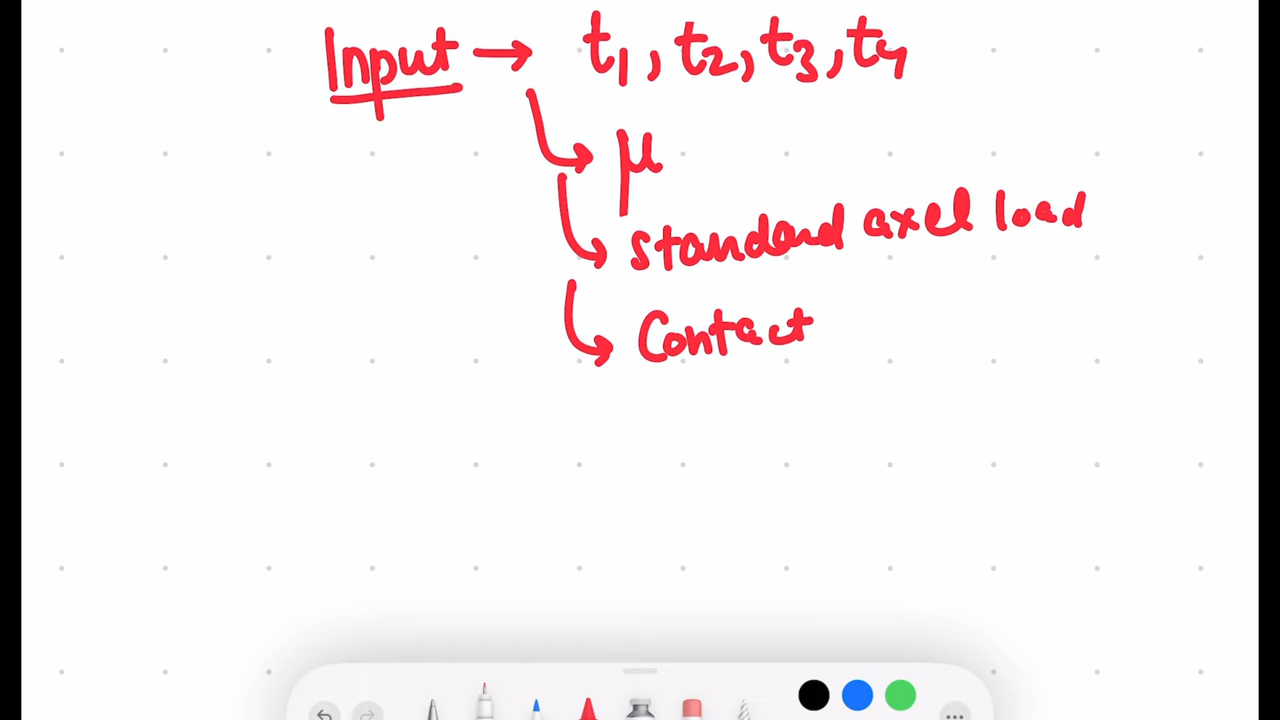 Input → t1, t2, t3, t4
→ μ
→ standard axel load
→ Contact